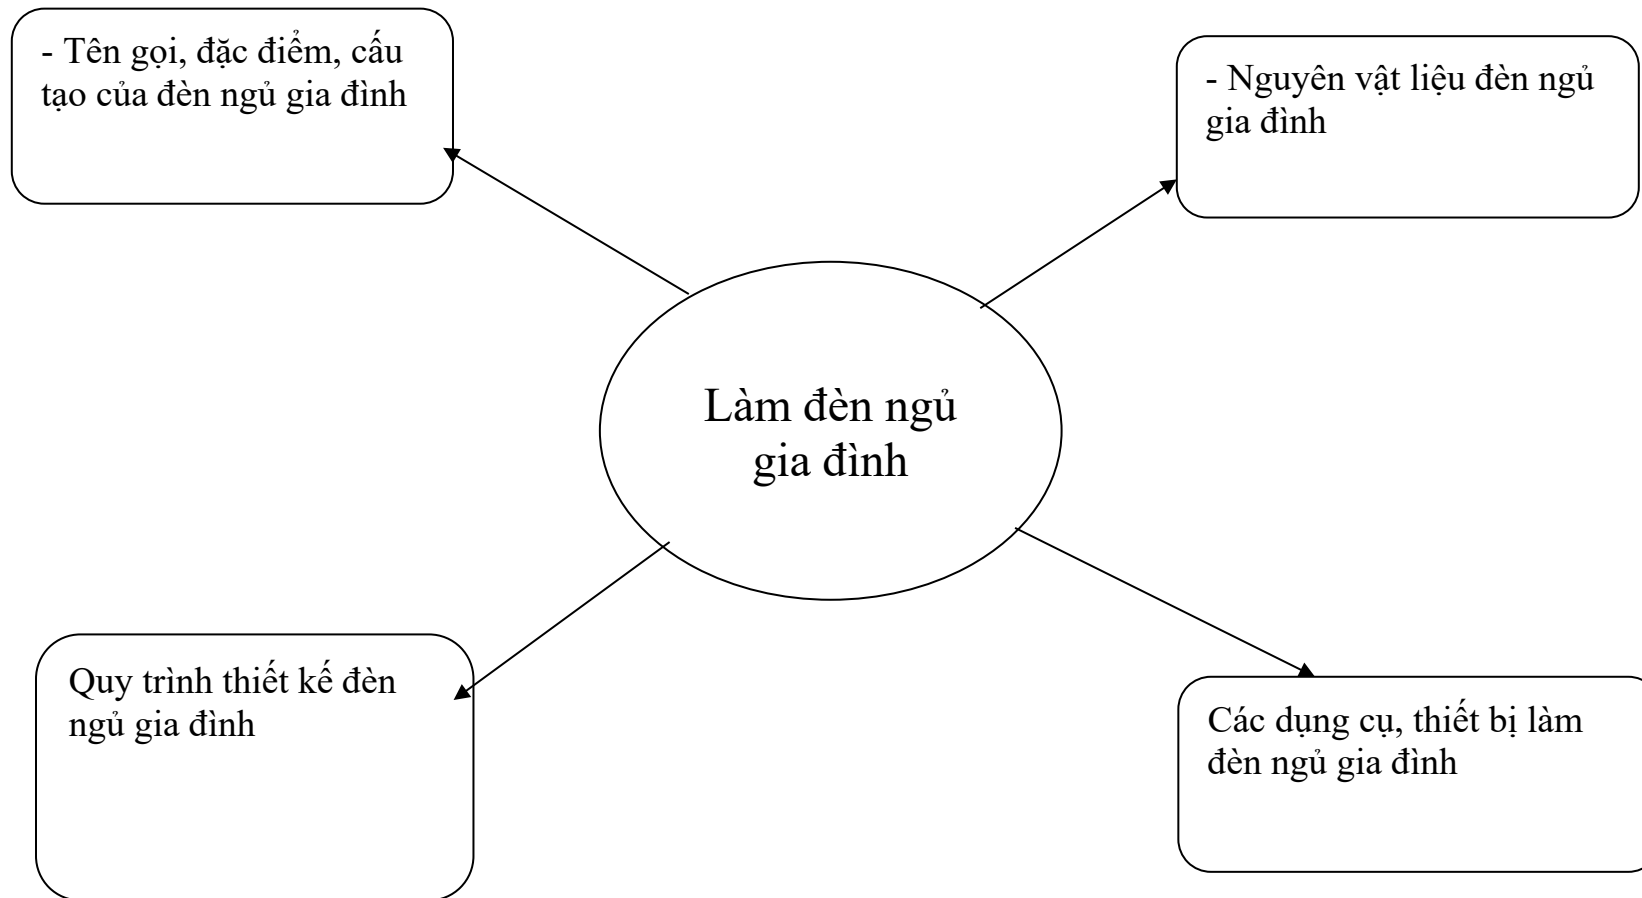 - Tên gọi, đặc điểm, cấu
tạo của đèn ngủ gia đình
- Nguyên vật liệu đèn ngủ
gia đình
Làm đèn ngủ
gia đình
Quy trình thiết kế đèn
ngủ gia đình
Các dụng cụ, thiết bị làm
đèn ngủ gia đình